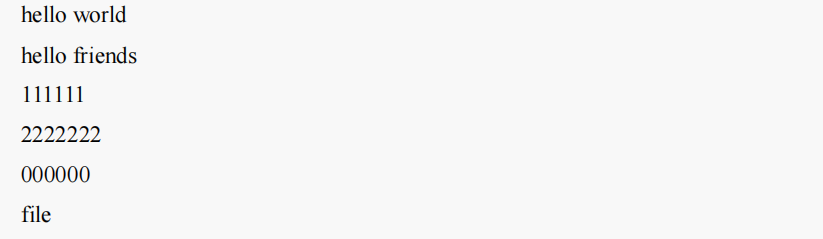 hello world
hello friends
111111
2222222
000000
file